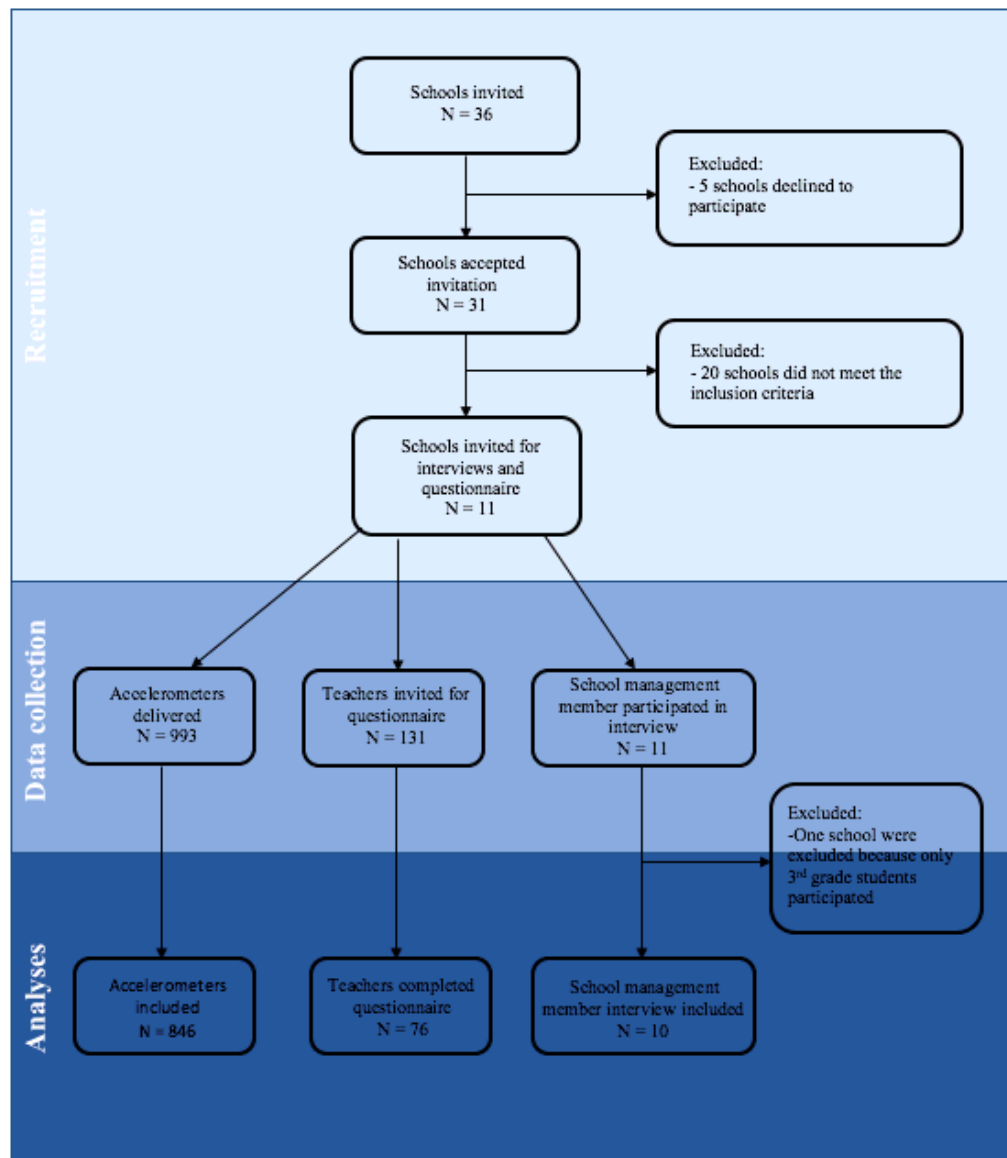 Recruitment
Schools invited
N = 36
Excluded:
- 5 schools declined to
participate
Schools accepted
invitation
N = 31
Excluded:
- 20 schools did not meet the
inclusion criteria
Schools invited for
interviews and
questionnaire
N = 11
Data collection
Accelerometers
delivered
N = 993
Teachers invited for
questionnaire
N = 131
School management
member participated in
interview
N = 11
Excluded:
-One school were
excluded because only
3rd grade students
participated
Analyses
Accelerometers
included
N = 846
Teachers completed
questionnaire
N = 76
School management
member interview included
N = 10